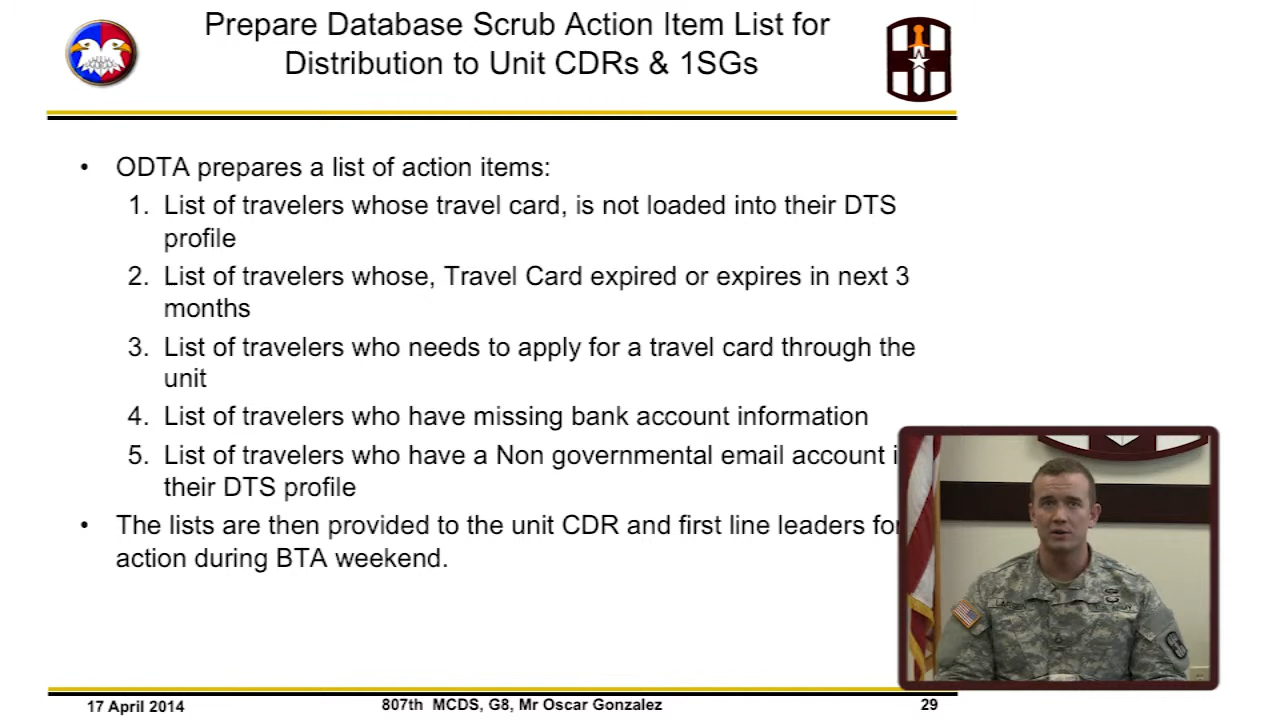 Prepare Database Scrub Action Item List for
Distribution to Unit CDRs & 1SGs
• ODTA prepares a list of action items:
1. List of travelers whose travel card, is not loaded into their DTS
profile
2. List of travelers whose, Travel Card expired or expires in next 3
months
3. List of travelers who needs to apply for a travel card through the
unit
4. List of travelers who have missing bank account information
5. List of travelers who have a Non governmental email account
their DTS profile
• The lists are then provided to the unit CDR and first line leaders for
action during BTA weekend.
17 April 2014
807th MCDS, G8, Mr Oscar Gonzalez
29